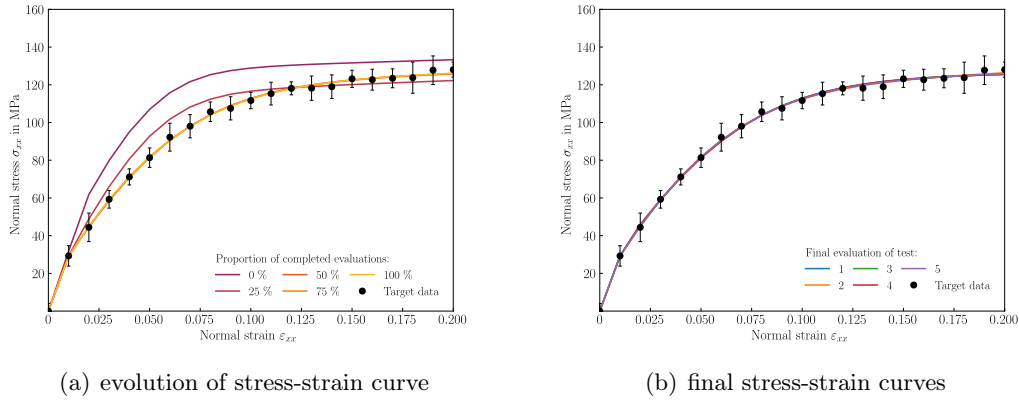 160
140
120
100
80
60
40
20
0
0.025
0.050
0.075
0.100
0.125
0.150
0.175
0.200
Normal stress σxx in MPa
Normal strain εxx
Proportion of completed evaluations:
0 % 50 % 100 %
25 % 75 % Target data
(a) evolution of stress-strain curve
160
140
120
100
80
60
40
20
0
0.025
0.050
0.075
0.100
0.125
0.150
0.175
0.200
Normal stress σxx in MPa
Normal strain εxx
Final evaluation of test:
1 3 5
2 4 Target data
(b) final stress-strain curves